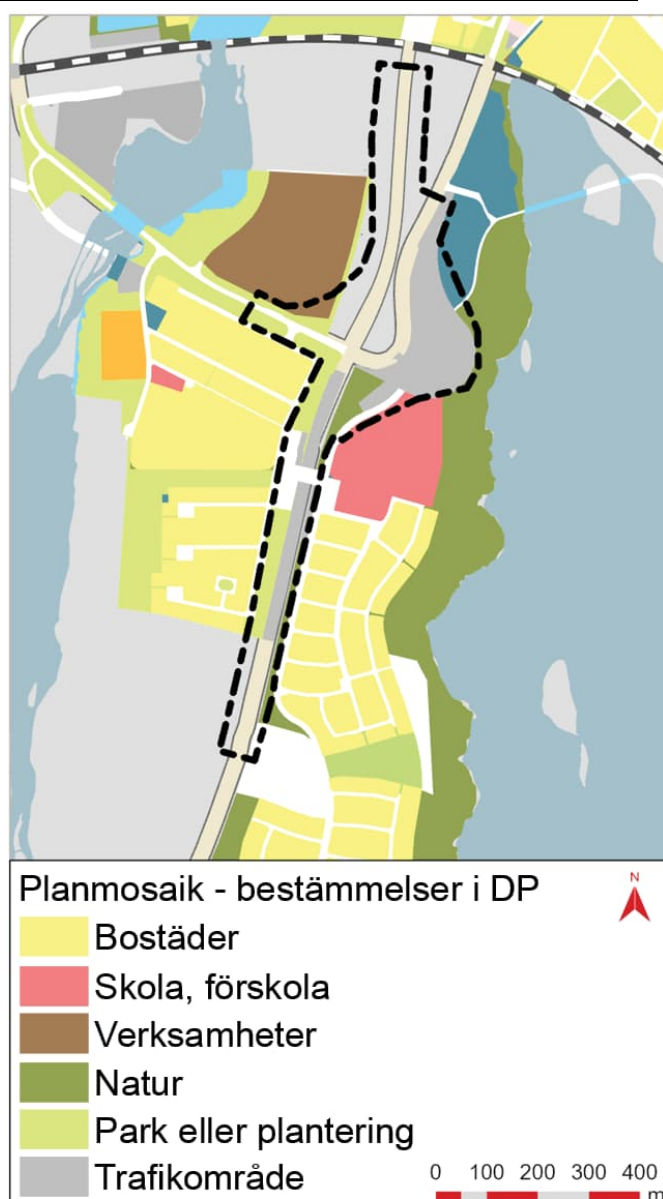 Planmosaik - bestämmelser i DP
N
Bostäder
Skola, förskola
Verksamheter
Natur
Park eller plantering
Trafikområde
0 100 200 300 400
m